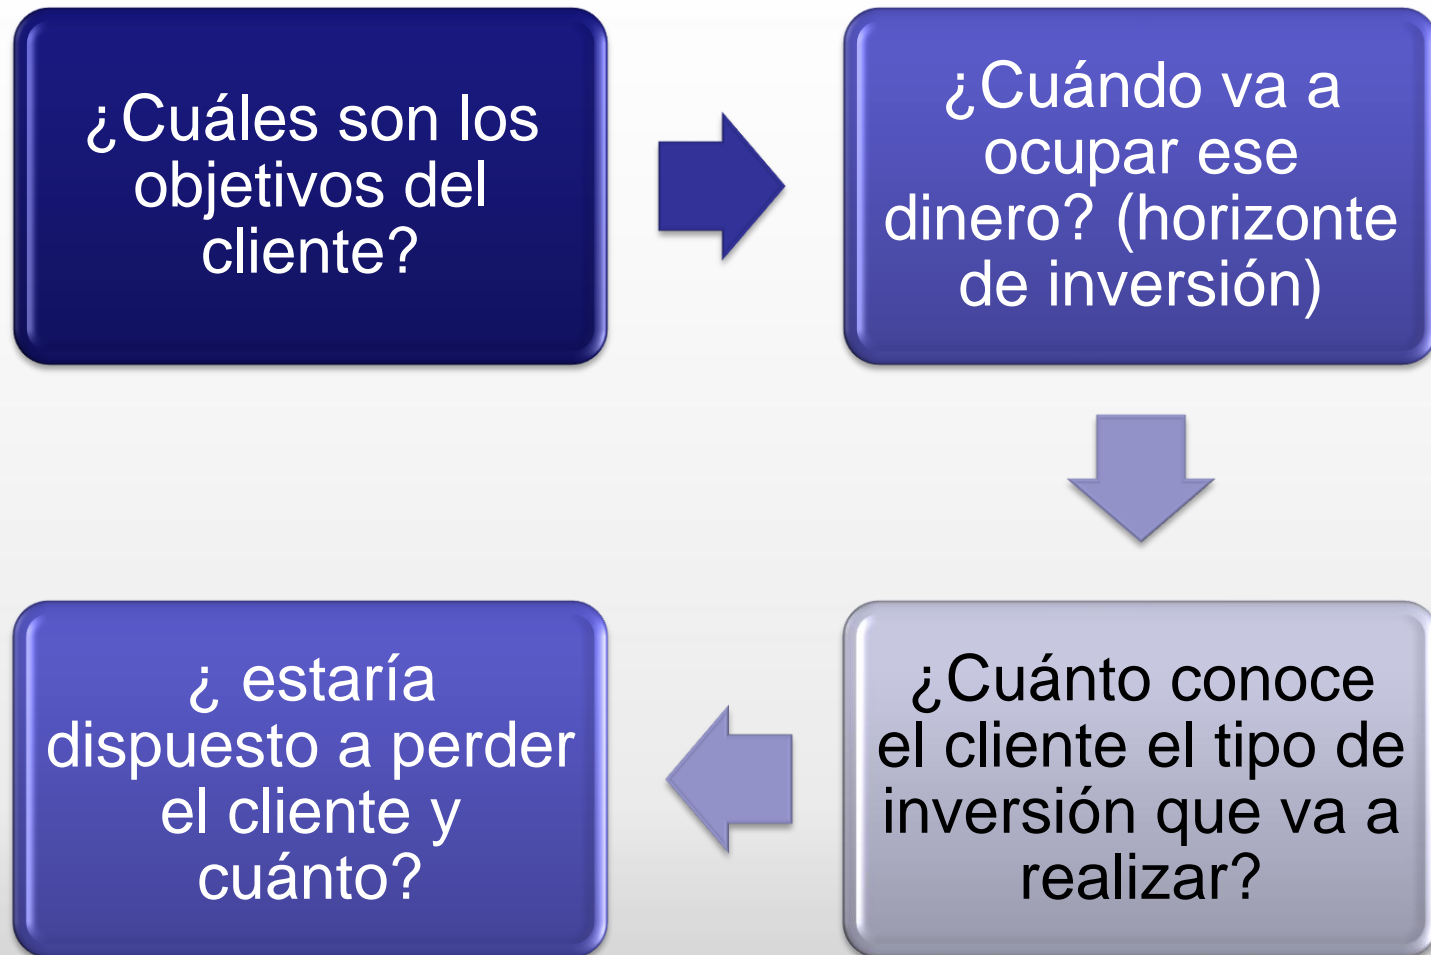 ¿Cuáles son los
objetivos del
cliente?
¿Cuándo va a
ocupar ese
dinero? (horizonte
de inversión)
¿Cuánto conoce
el cliente el tipo de
inversión que va a
realizar?
¿ estaría
dispuesto a perder
el cliente y
cuánto?